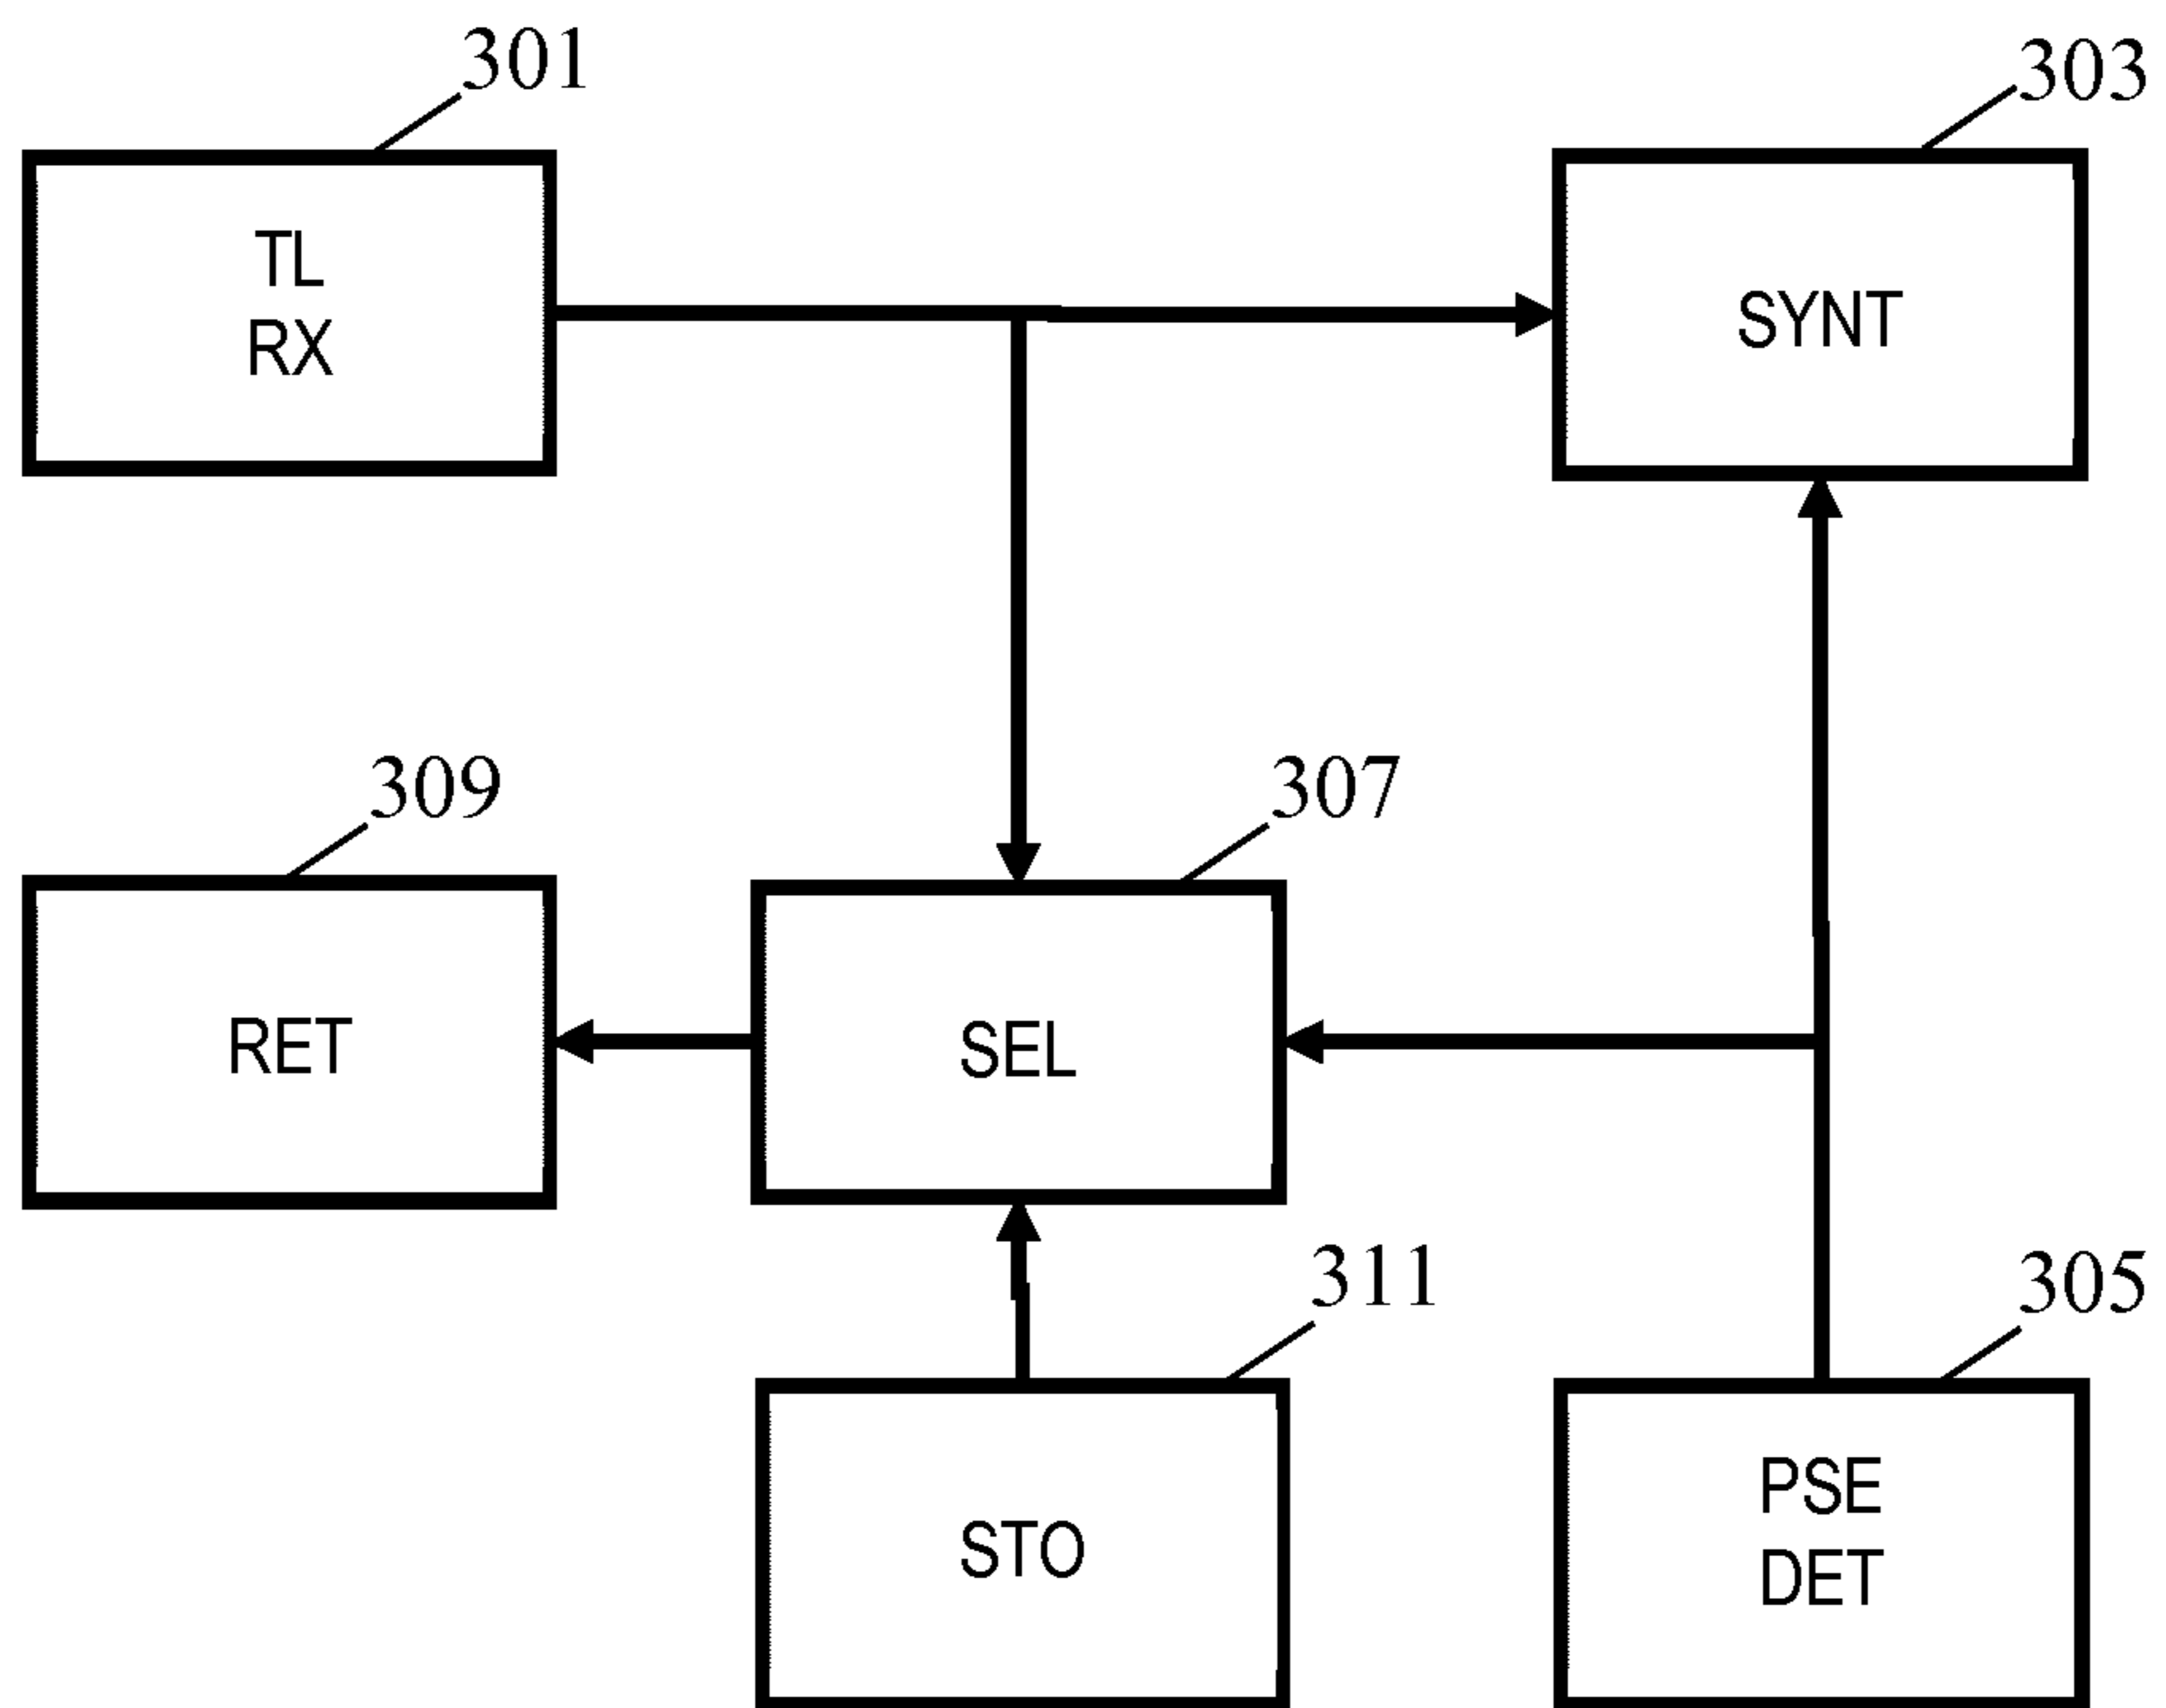 301
303
TL
RX
SYNT
309
307
RET
SEL
311
305
STO
PSE
DET